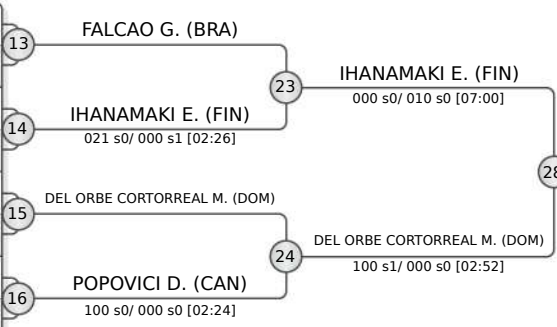 FALCAO G. (BRA)
13
23
IHANAMAKI E. (FIN)
000 s0/ 010 s0 [07:00]
IHANAMAKI E. (FIN)
14
021 s0/ 000 s1 [02:26]
28
DEL ORBE CORTORREAL M. (DOM)
15
24
DEL ORBE CORTORREAL M. (DOM)
100 s1/ 000 s0 [02:52]
POPOVICI D. (CAN)
16
100 s0/ 000 s0 [02:24]